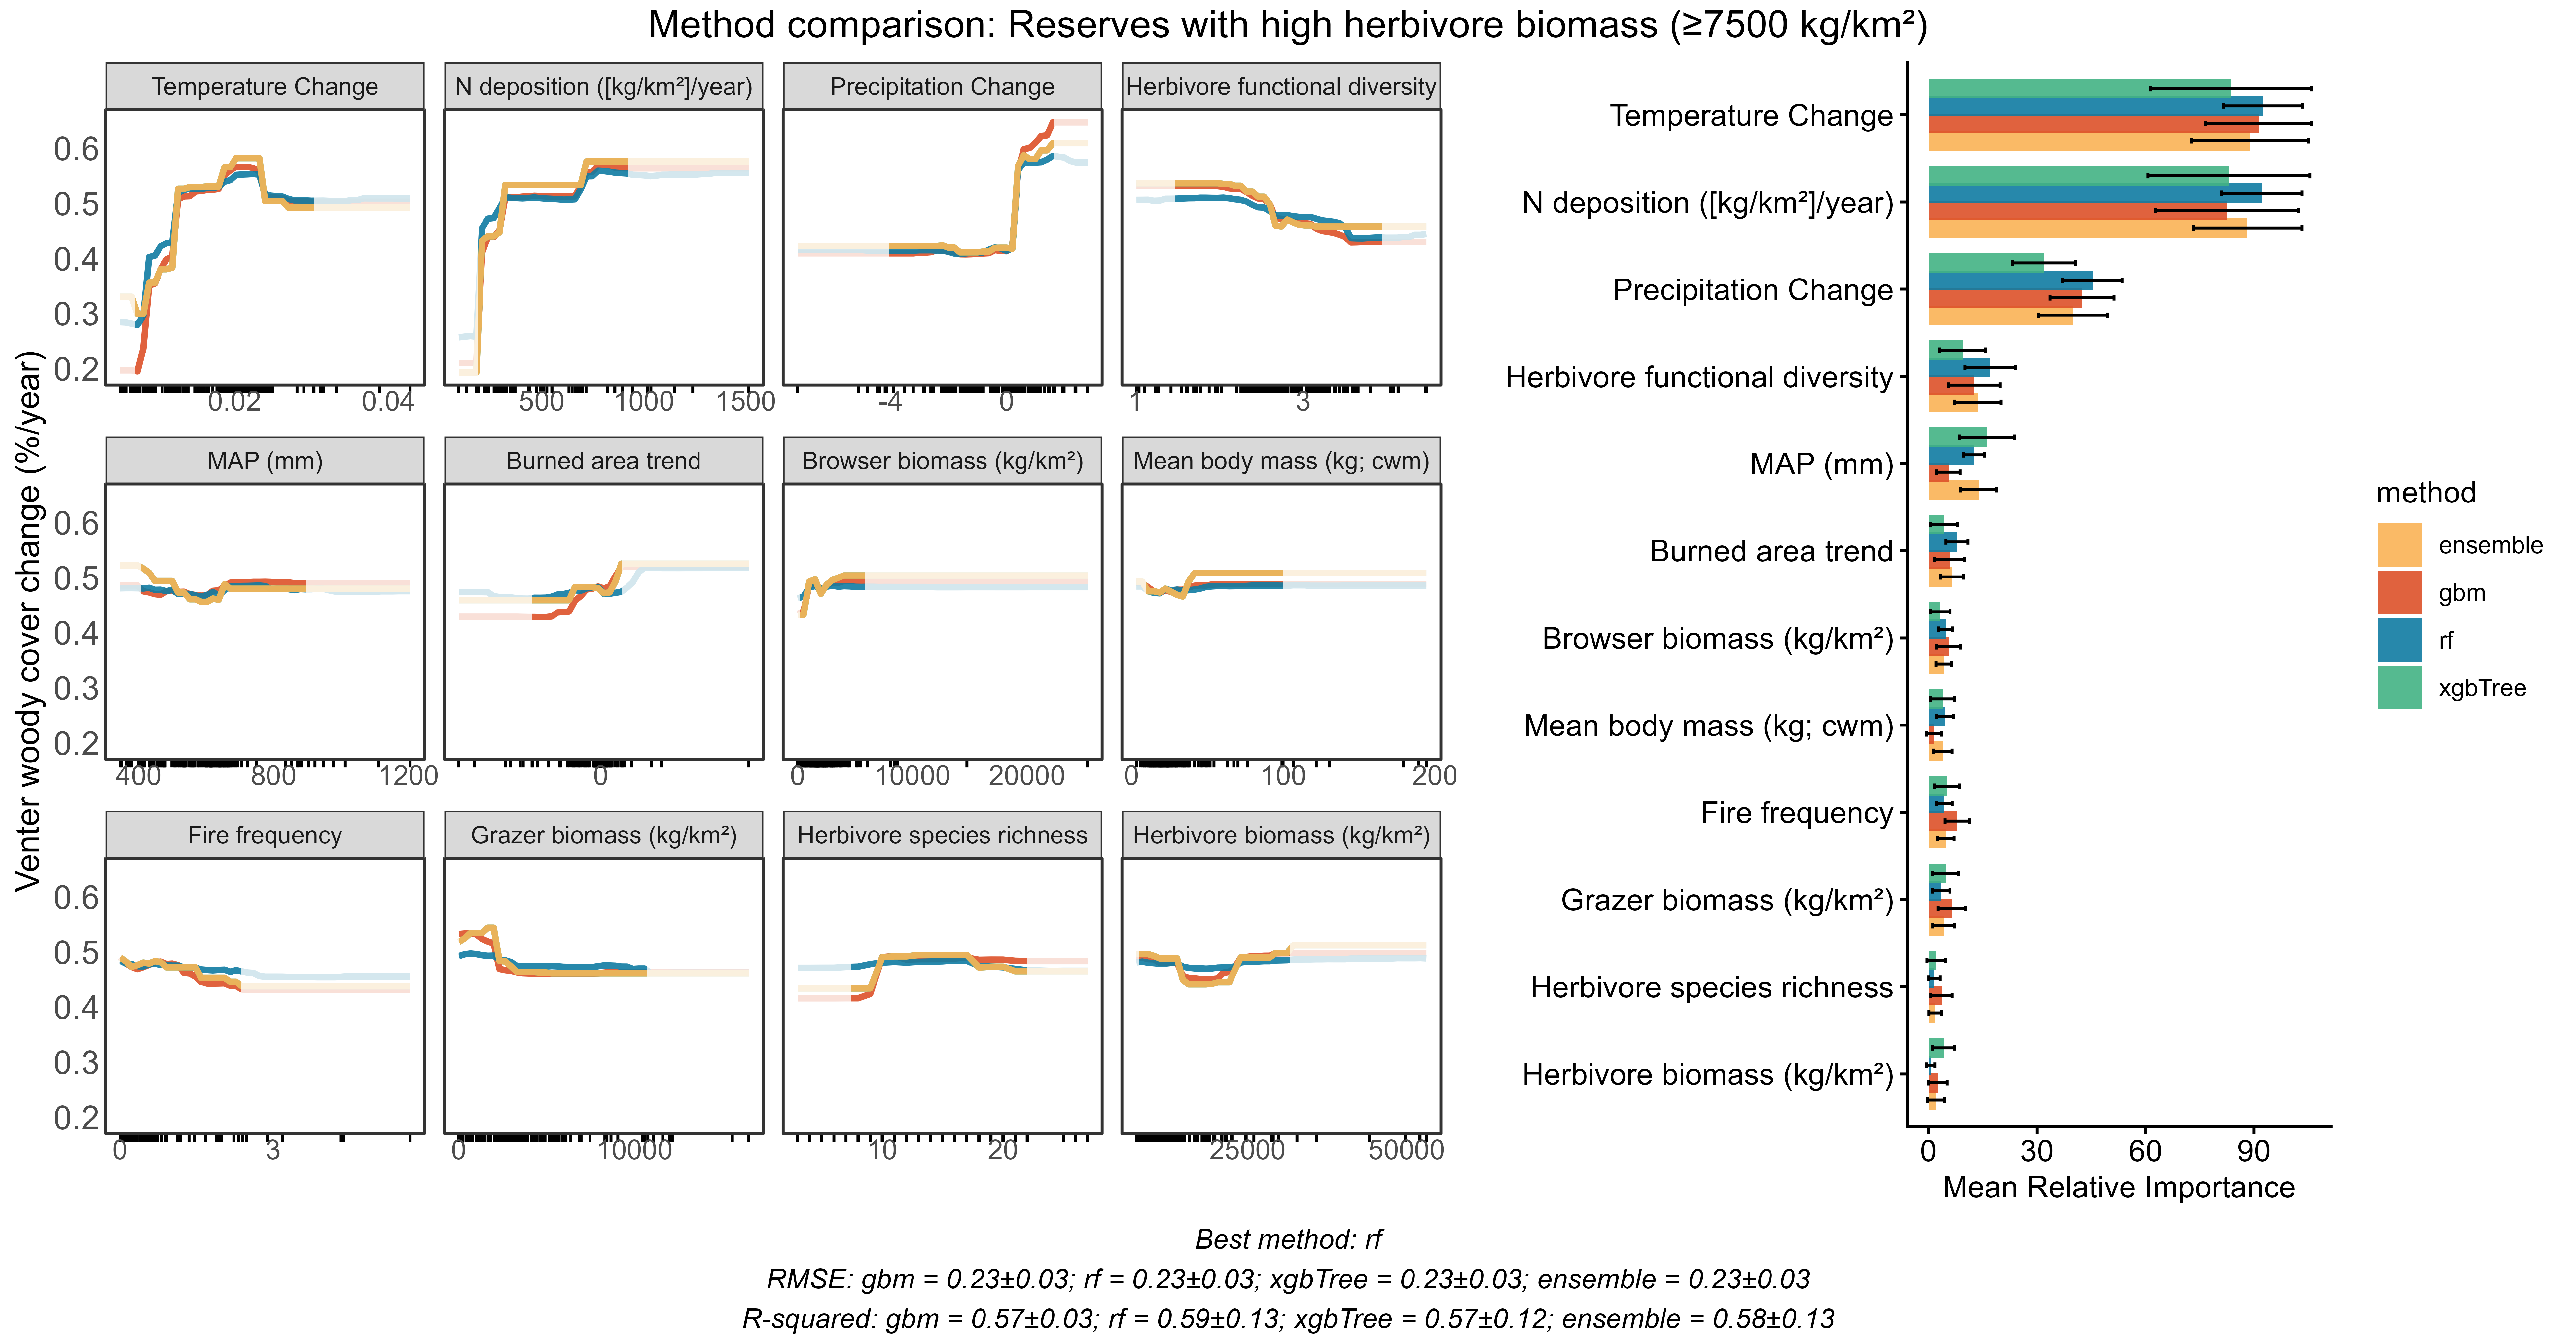 Method comparison: Reserves with high herbivore biomass (≥7500 kg/km²)
Venter woody cover change (%/year)
Temperature Change
N deposition ([kg/km²]/year)
Precipitation Change
Herbivore functional diversity
0.6
0.5
0.4
0.3
0.2
0.02 0.04
500 1000 1500
-4 0
1 3
MAP (mm)
Burned area trend
Browser biomass (kg/km²)
Mean body mass (kg; cwm)
0.6
0.5
0.4
0.3
0.2
400 800 1200
0
0 10000 20000
0 100 200
Fire frequency
Grazer biomass (kg/km²)
Herbivore species richness
Herbivore biomass (kg/km²)
0.6
0.5
0.4
0.3
0.2
0 3
0 10000
10 20
25000 50000
Temperature Change
N deposition ([kg/km²]/year)
Precipitation Change
Herbivore functional diversity
MAP (mm)
Burned area trend
Browser biomass (kg/km²)
Mean body mass (kg; cwm)
Fire frequency
Grazer biomass (kg/km²)
Herbivore species richness
Herbivore biomass (kg/km²)
0 30 60 90
Mean Relative Importance
method
ensemble
gbm
rf
xgbTree
Best method: rf
RMSE: gbm = 0.23±0.03; rf = 0.23±0.03; xgbTree = 0.23±0.03; ensemble = 0.23±0.03
R-squared: gbm = 0.57±0.03; rf = 0.59±0.13; xgbTree = 0.57±0.12; ensemble = 0.58±0.13